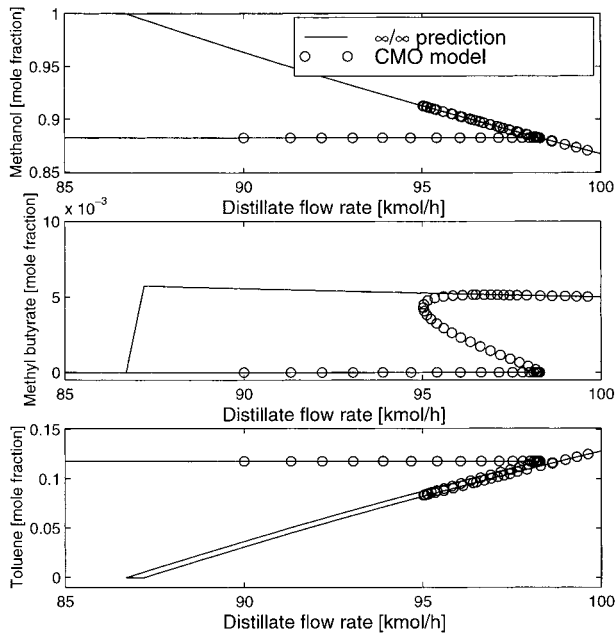 1
0.95
0.9
0.85
Methanol [mole fraction]
∞/∞ prediction
CMO model
85 90 95 100
Distillate flow rate [kmol/h]
x 10⁻³
10
5
0
Methyl butyrate [mole fraction]
85 90 95 100
Distillate flow rate [kmol/h]
0.15
0.1
0.05
0
Toluene [mole fraction]
85 90 95 100
Distillate flow rate [kmol/h]